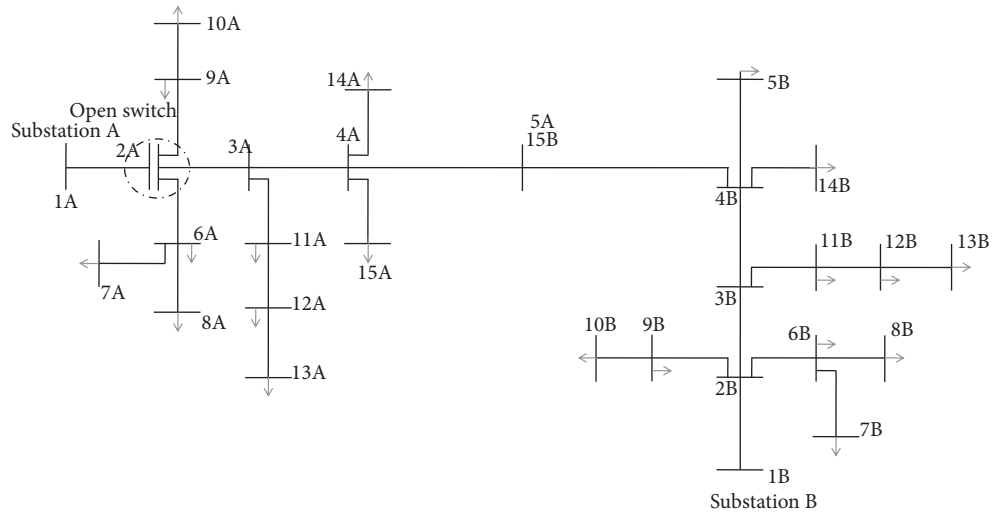 10A
9A
Open switch
Substation A
2A
1A
3A
14A
4A
5A
15B
5B
4B
14B
6A
7A
8A
11A
12A
13A
15A
11B
12B
13B
3B
10B
9B
6B
8B
2B
7B
1B
Substation B